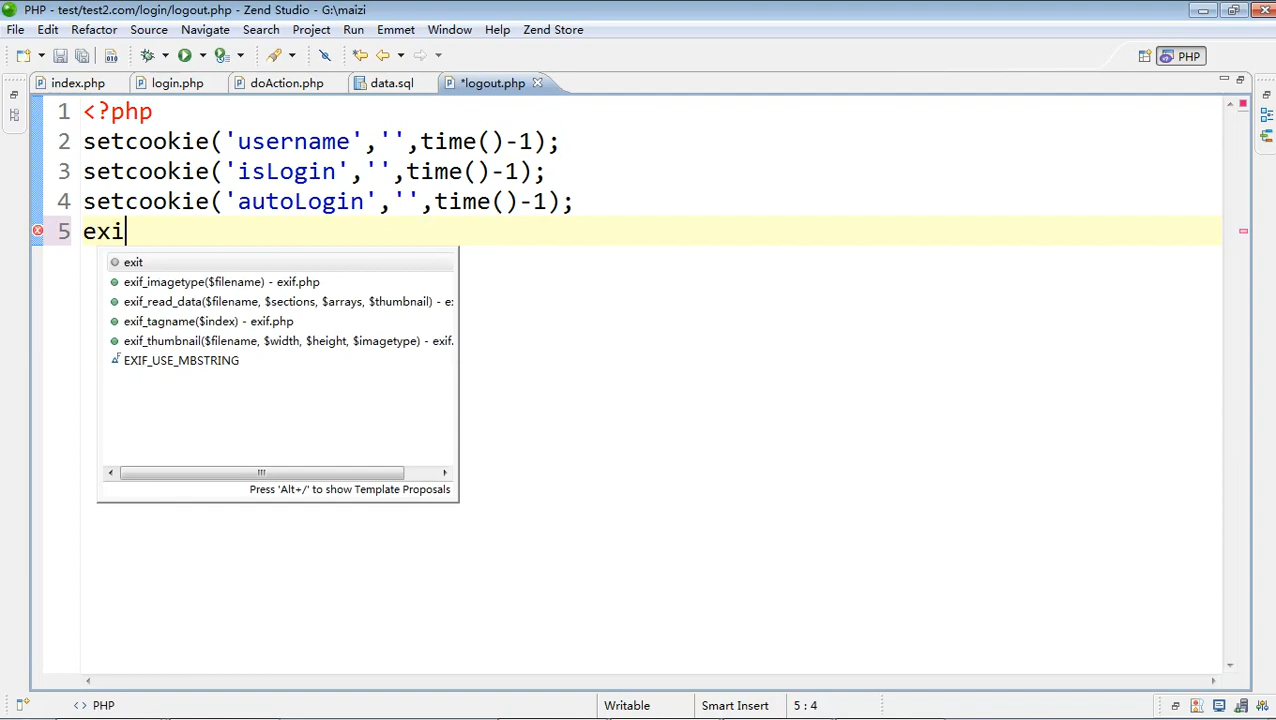 PHP - test/test2.com/login/logout.php - Zend Studio - G:\maizi
File Edit Refactor Source Navigate Search Project Run Emmet Window Help Zend Store
PHP
index.php login.php doAction.php data.sql *logout.php
1 <?php
2 setcookie('username','',time()-1);
3 setcookie('isLogin','',time()-1);
4 setcookie('autoLogin','',time()-1);
5 exi
exit
exif_imagetype($filename) - exif.php
exif_read_data($filename, $sections, $arrays, $thumbnail) - e:
exif_tagname($index) - exif.php
exif_thumbnail($filename, $width, $height, $imagetype) - exif.
EXIF_USE_MBSTRING
Press 'Alt+/' to show Template Proposals
<> PHP Writable Smart Insert 5 : 4